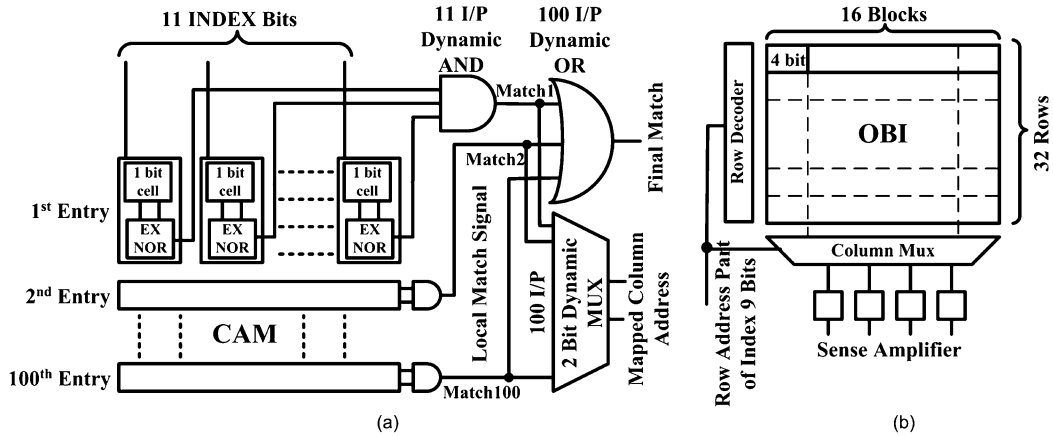 11 INDEX Bits
11 I/P
Dynamic
AND
100 I/P
Dynamic
OR
Match1
Match2
Final Match
1 bit
cell
1 bit
cell
1 bit
cell
EX
NOR
EX
NOR
EX
NOR
1st Entry
2nd Entry
CAM
100th Entry
Match100
Local Match Signal
100 I/P
2 Bit Dynamic
MUX
Mapped Column
Address
(a)
16 Blocks
4 bit
Row Decoder
OBI
32 Rows
Column Mux
Row Address Part
of Index 9 Bits
Sense Amplifier
(b)